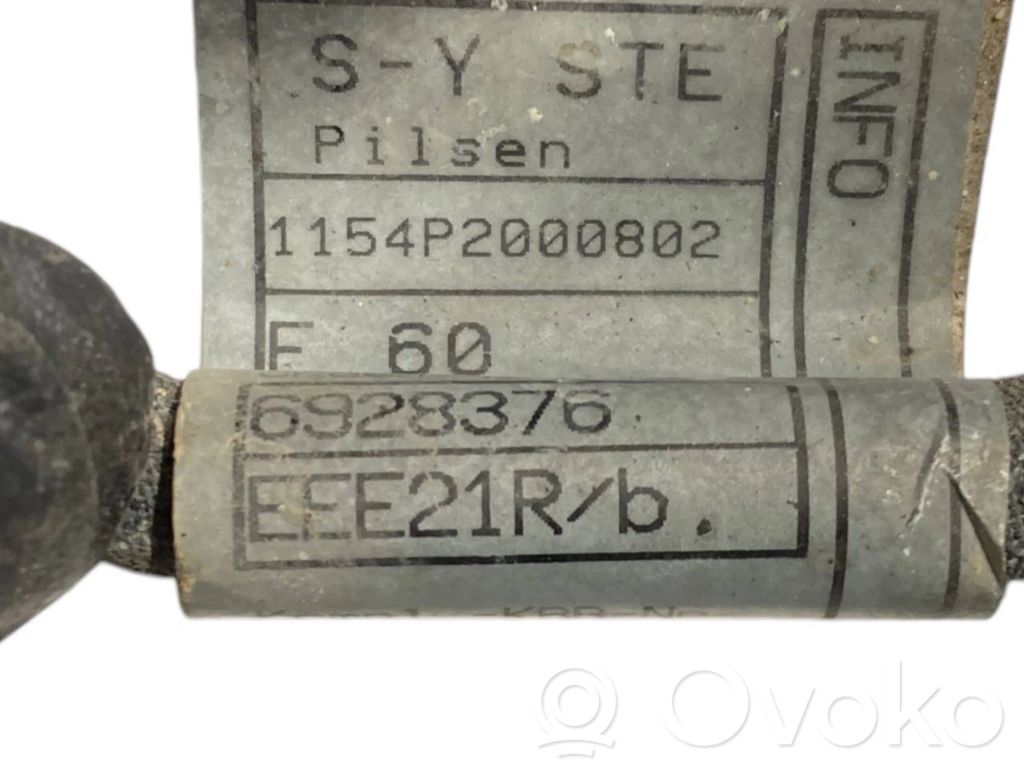 S-Y STE
Pilsen
1154P2000802
E 60
6928376
EEE21R/b.
INFO
Ovoko